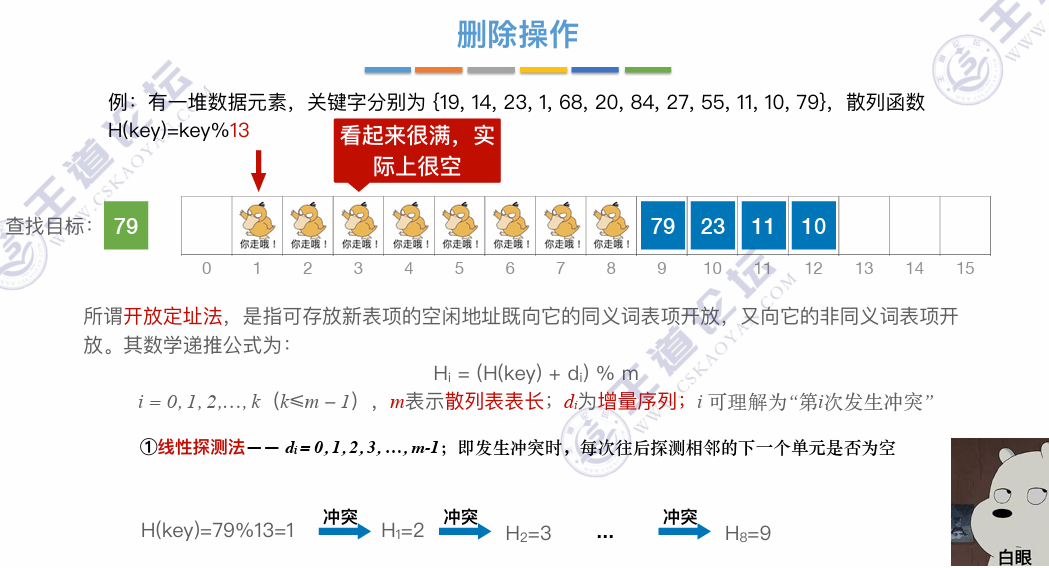 删除操作
例：有一堆数据元素，关键字分别为 {19, 14, 23, 1, 68, 20, 84, 27, 55, 11, 10, 79}，散列函数
H(key)=key%13
看起来很满，实
际上很空
查找目标：
79
你走哦！ 你走哦！ 你走哦！ 你走哦！ 你走哦！ 你走哦！ 你走哦！ 你走哦！ 79 23 11 10
0 1 2 3 4 5 6 7 8 9 10 11 12 13 14 15
所谓开放定址法，是指可存放新表项的空闲地址既向它的同义词表项开放，又向它的非同义词表项开
放。其数学递推公式为：
Hᵢ = (H(key) + dᵢ) % m
i = 0, 1, 2,…, k（k≤m − 1），m表示散列表表长；dᵢ为增量序列；i 可理解为“第i次发生冲突”
①线性探测法—— dᵢ = 0, 1, 2, 3, …, m-1；即发生冲突时，每次往后探测相邻的下一个单元是否为空
H(key)=79%13=1 冲突 H₁=2 冲突 H₂=3 … 冲突 H₈=9
白眼
王道论坛
WWW.CSKAOYAN.COM